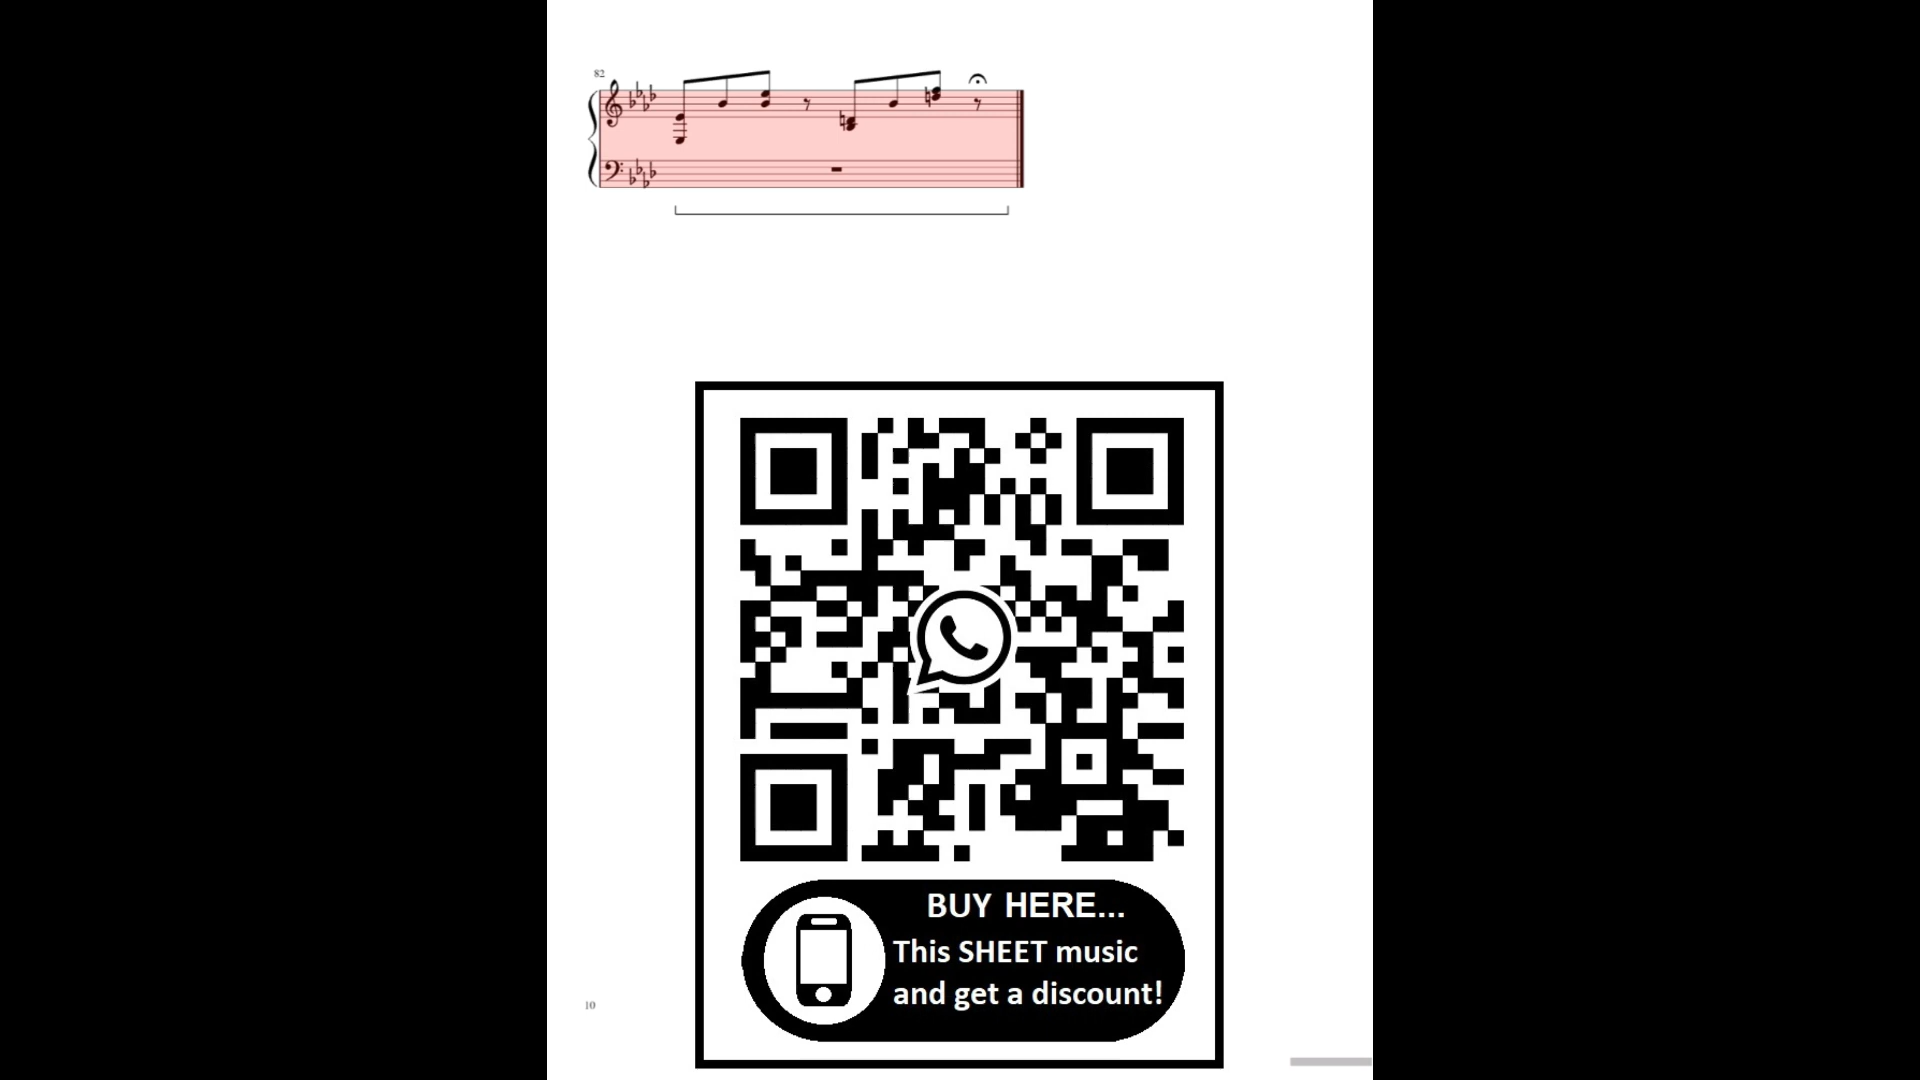 82
BUY HERE...
This SHEET music
and get a discount!
10